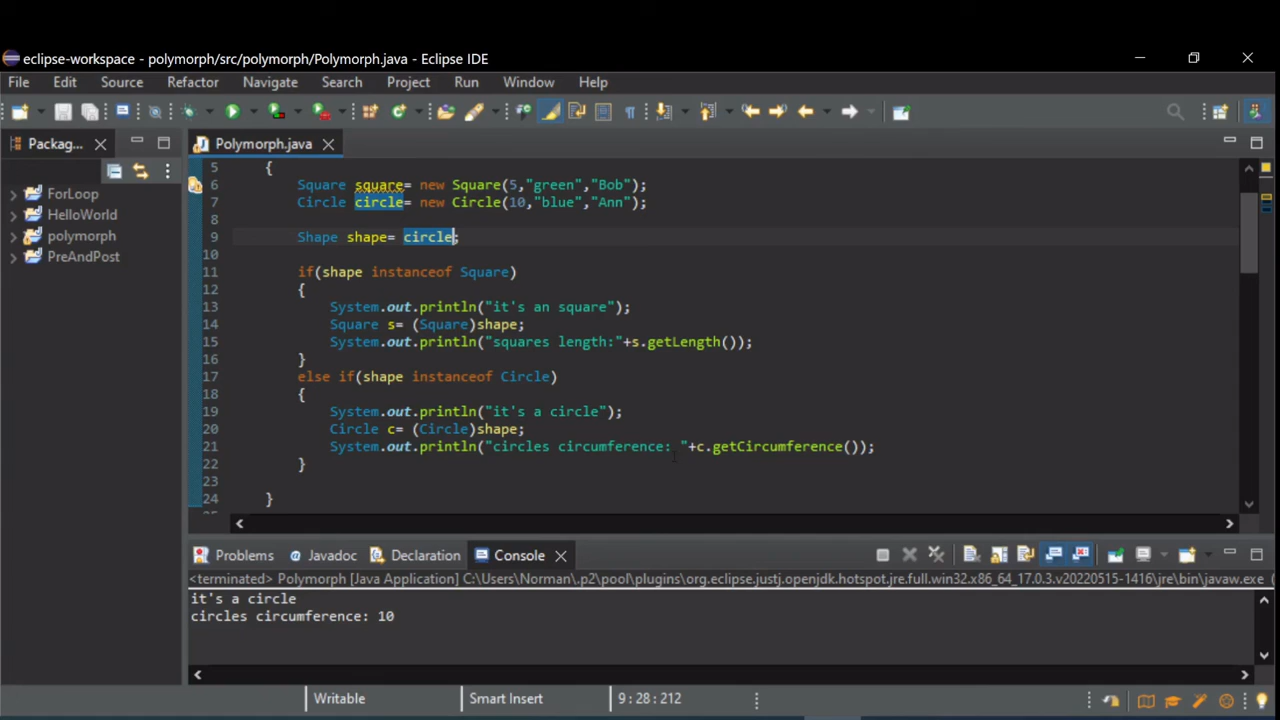 eclipse-workspace - polymorph/src/polymorph/Polymorph.java - Eclipse IDE
File Edit Source Refactor Navigate Search Project Run Window Help
Packag...
ForLoop
HelloWorld
polymorph
PreAndPost
Polymorph.java
5 {
6 Square square= new Square(5,"green","Bob");
7 Circle circle= new Circle(10,"blue","Ann");
8
9 Shape shape= circle;
10
11 if(shape instanceof Square)
12 {
13 System.out.println("it's an square");
14 Square s= (Square)shape;
15 System.out.println("squares length:"+s.getLength());
16 }
17 else if(shape instanceof Circle)
18 {
19 System.out.println("it's a circle");
20 Circle c= (Circle)shape;
21 System.out.println("circles circumference: "+c.getCircumference());
22 }
23
24 }
Problems Javadoc Declaration Console
<terminated> Polymorph [Java Application] C:\Users\Norman\.p2\pool\plugins\org.eclipse.justj.openjdk.hotspot.jre.full.win32.x86_64_17.0.3.v20220515-1416\jre\bin\javaw.exe (
it's a circle
circles circumference: 10
Writable Smart Insert 9 : 28 : 212